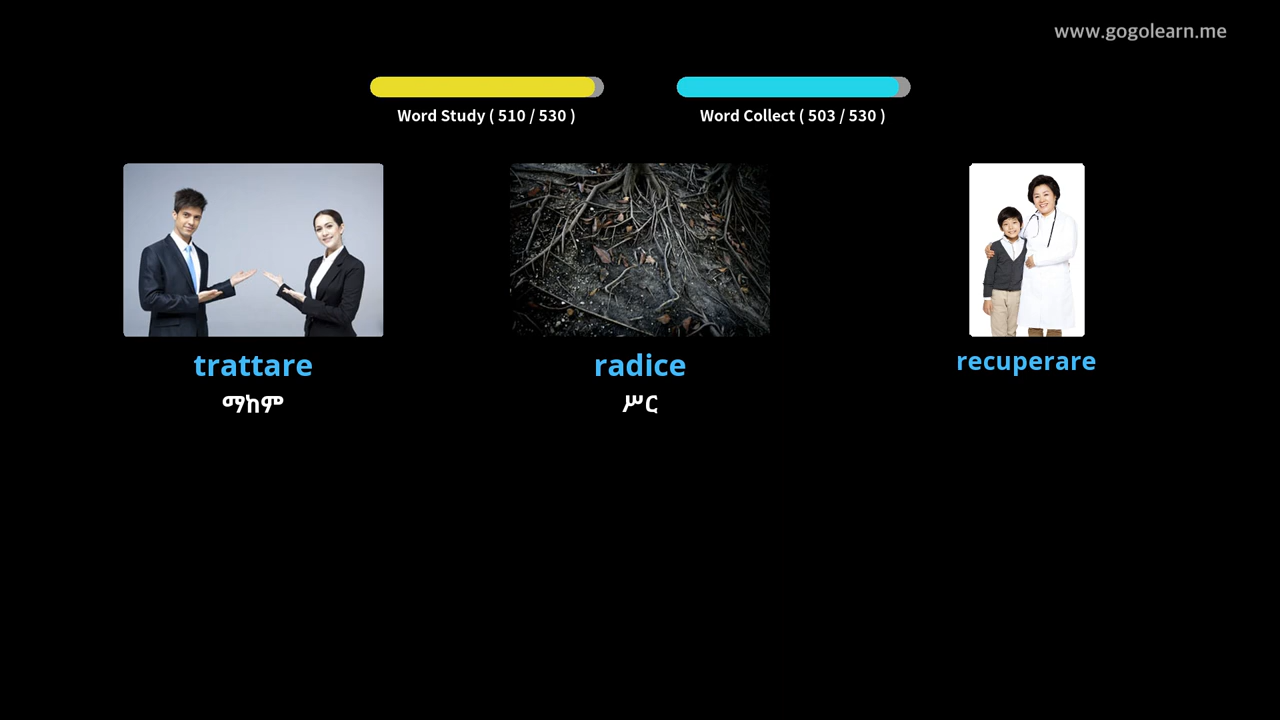 www.gogolearn.me
Word Study ( 510 / 530 )
Word Collect ( 503 / 530 )
trattare
ማከም
radice
ሥር
recuperare